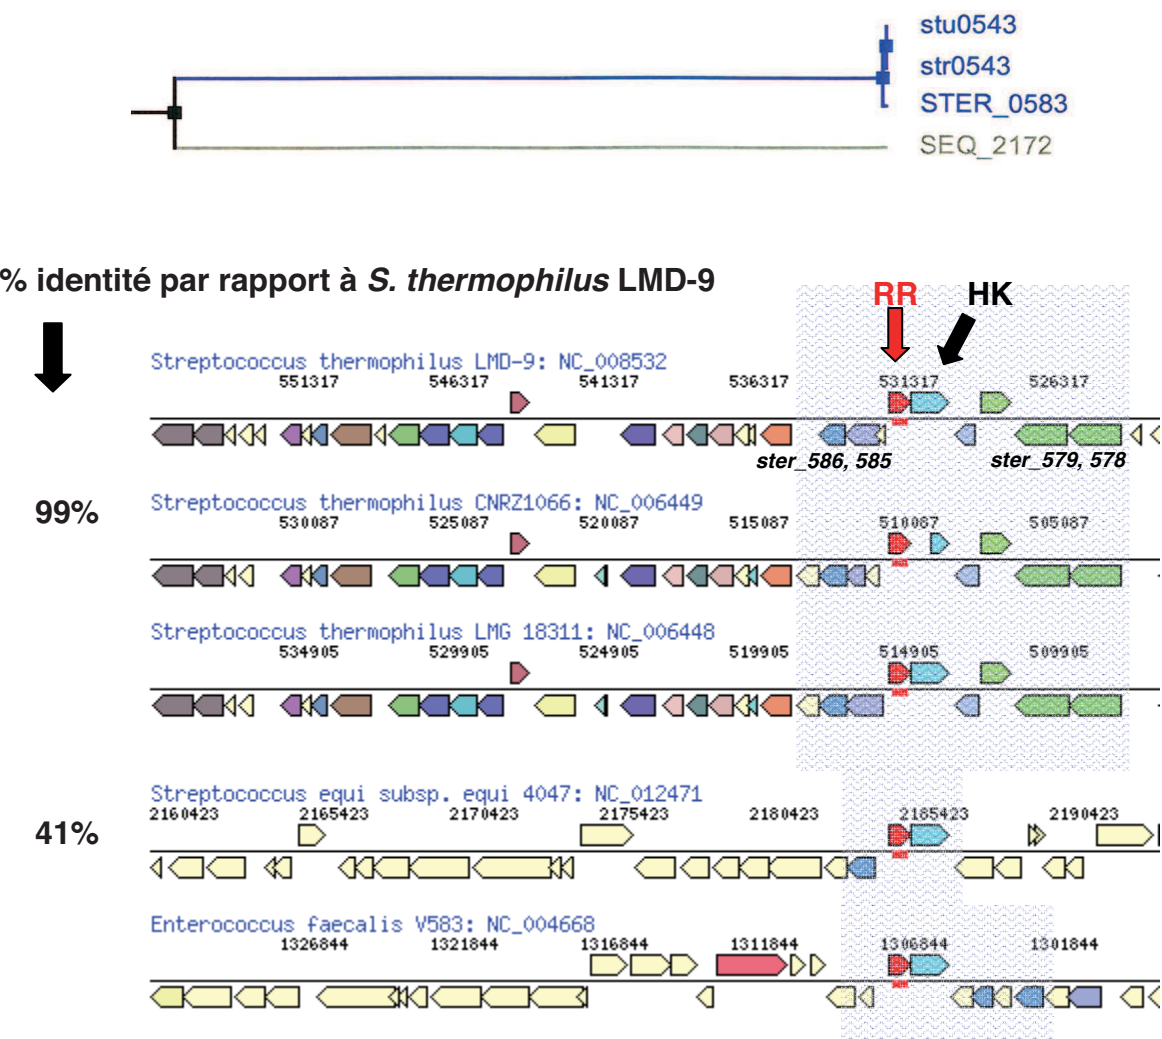 stu0543
str0543
STER_0583
SEQ_2172
% identité par rapport à S. thermophilus LMD-9
RR HK
Streptococcus thermophilus LMD-9: NC_008532
551317 546317 541317 536317 531317 526317
ster_586, 585 ster_579, 578
99%
Streptococcus thermophilus CNRZ1066: NC_006449
530087 525087 520087 515087 510087 505087
Streptococcus thermophilus LMG 18311: NC_006448
534905 529905 524905 519905 514905 509905
41%
Streptococcus equi subsp. equi 4047: NC_012471
2160423 2165423 2170423 2175423 2180423 2185423 2190423
Enterococcus faecalis V583: NC_004668
1326844 1321844 1316844 1311844 1306844 1301844